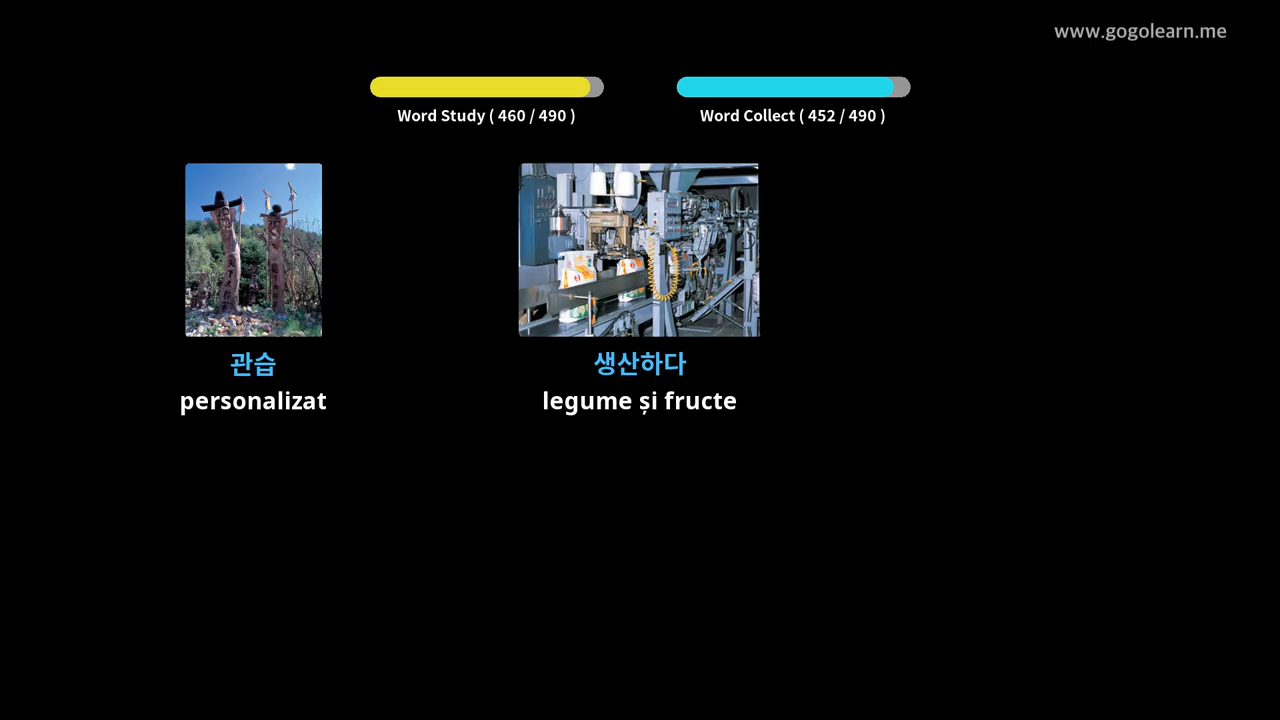 www.gogolearn.me
Word Study ( 460 / 490 )
Word Collect ( 452 / 490 )
관습
personalizat
생산하다
legume și fructe